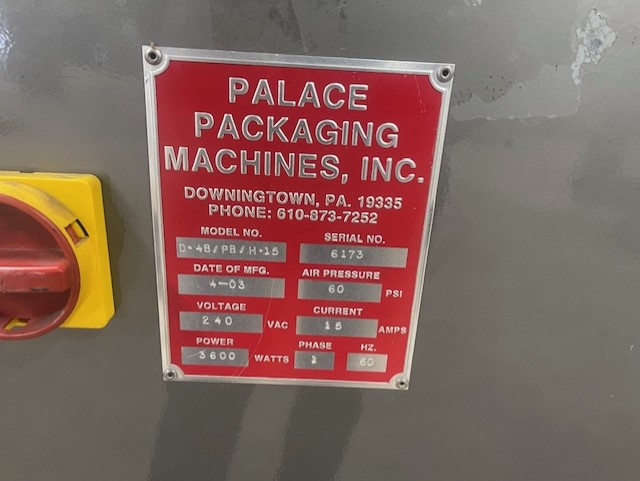 PALACE
PACKAGING
MACHINES, INC.
DOWNINGTOWN, PA. 19335
PHONE: 610-873-7252
MODEL NO. SERIAL NO.
D-48/PB/H-15 6173
DATE OF MFG. AIR PRESSURE
4-03 60 PSI
VOLTAGE CURRENT
240 VAC 15 AMPS
POWER PHASE HZ.
3600 WATTS 1 60